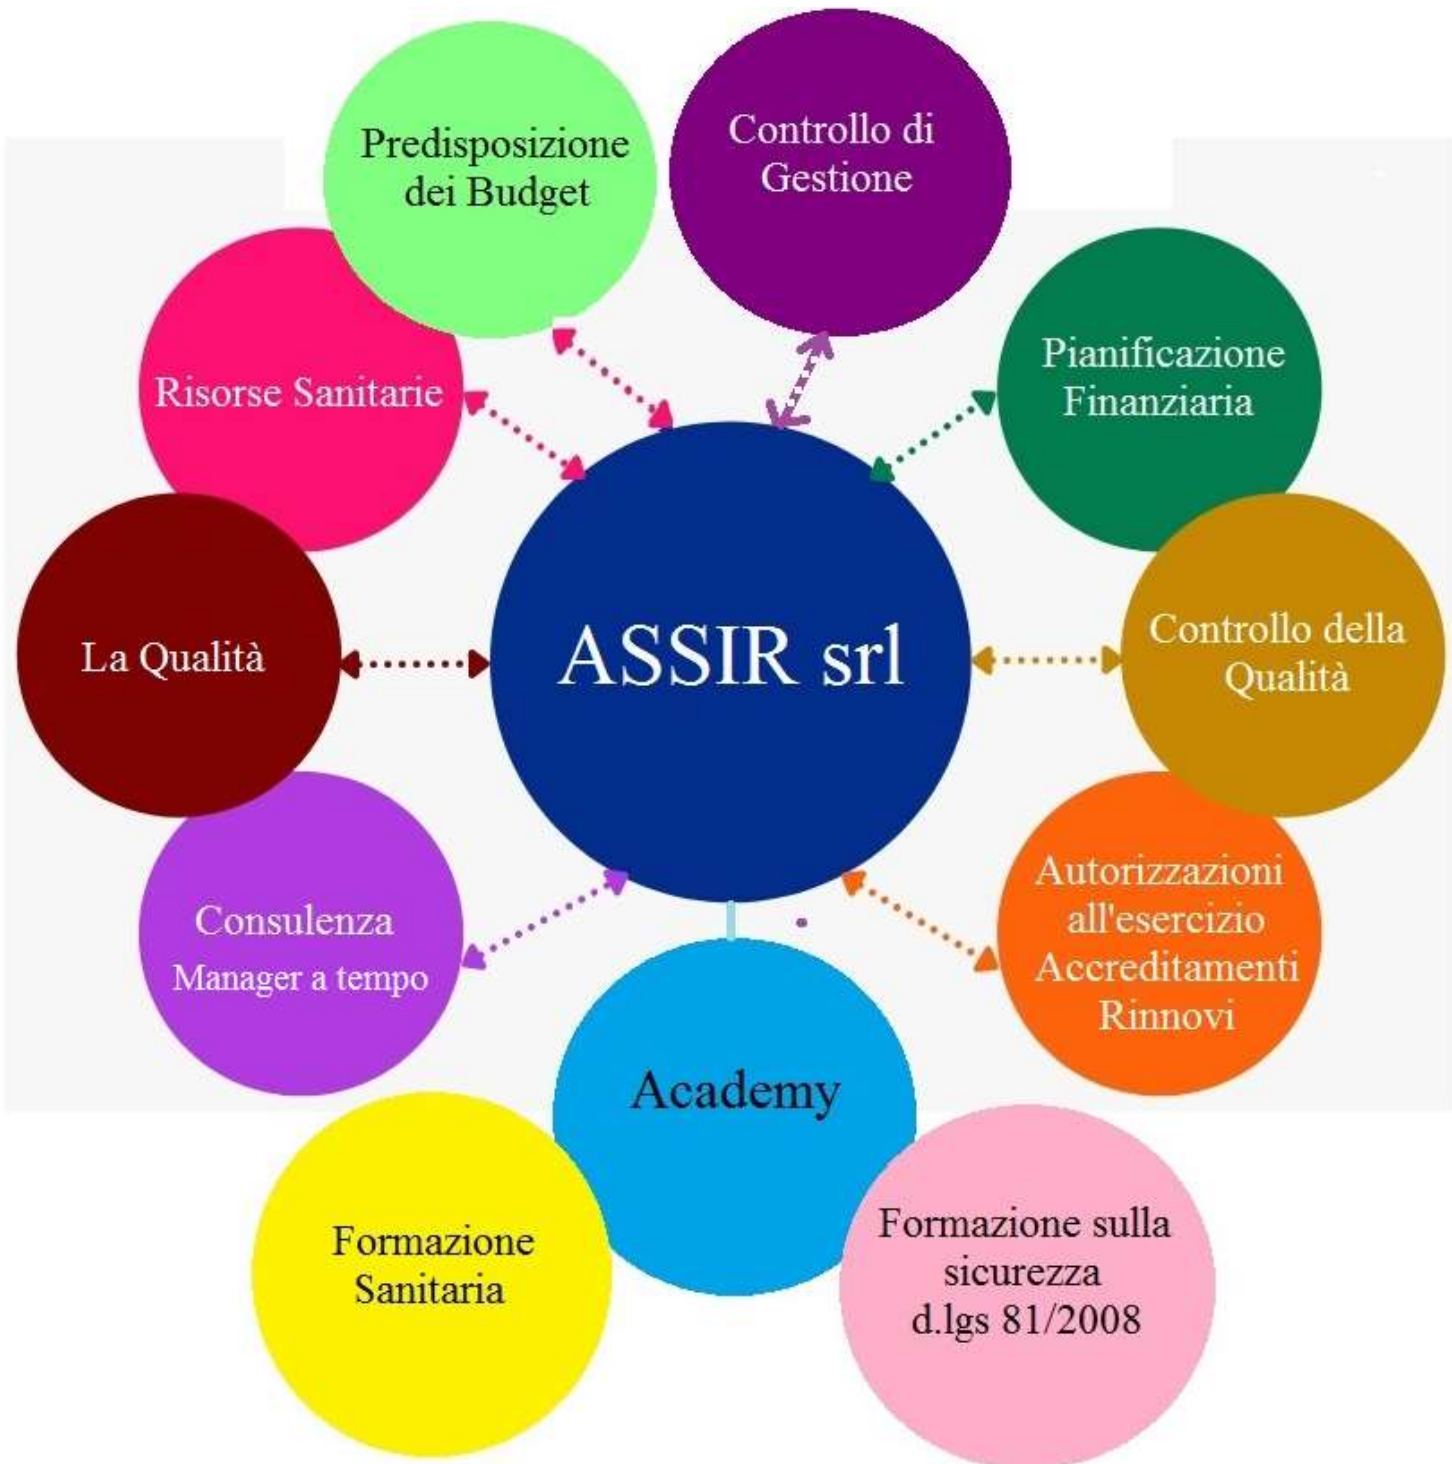 Predisposizione
dei Budget
Controllo di
Gestione
Risorse Sanitarie
Pianificazione
Finanziaria
La Qualità
ASSIR srl
Controllo della
Qualità
Consulenza
Manager a tempo
Autorizzazioni
all'esercizio
Accreditamenti
Rinnovi
Academy
Formazione
Sanitaria
Formazione sulla
sicurezza
d.lgs 81/2008